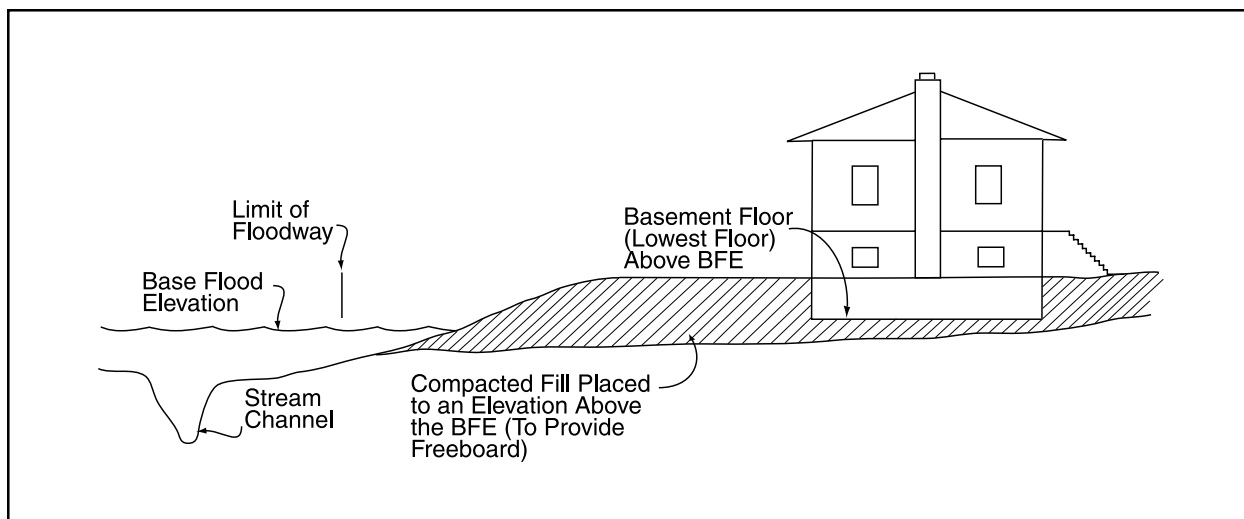 Limit of
Floodway
Base Flood
Elevation
Basement Floor
(Lowest Floor)
Above BFE
Stream
Channel
Compacted Fill Placed
to an Elevation Above
the BFE (To Provide
Freeboard)